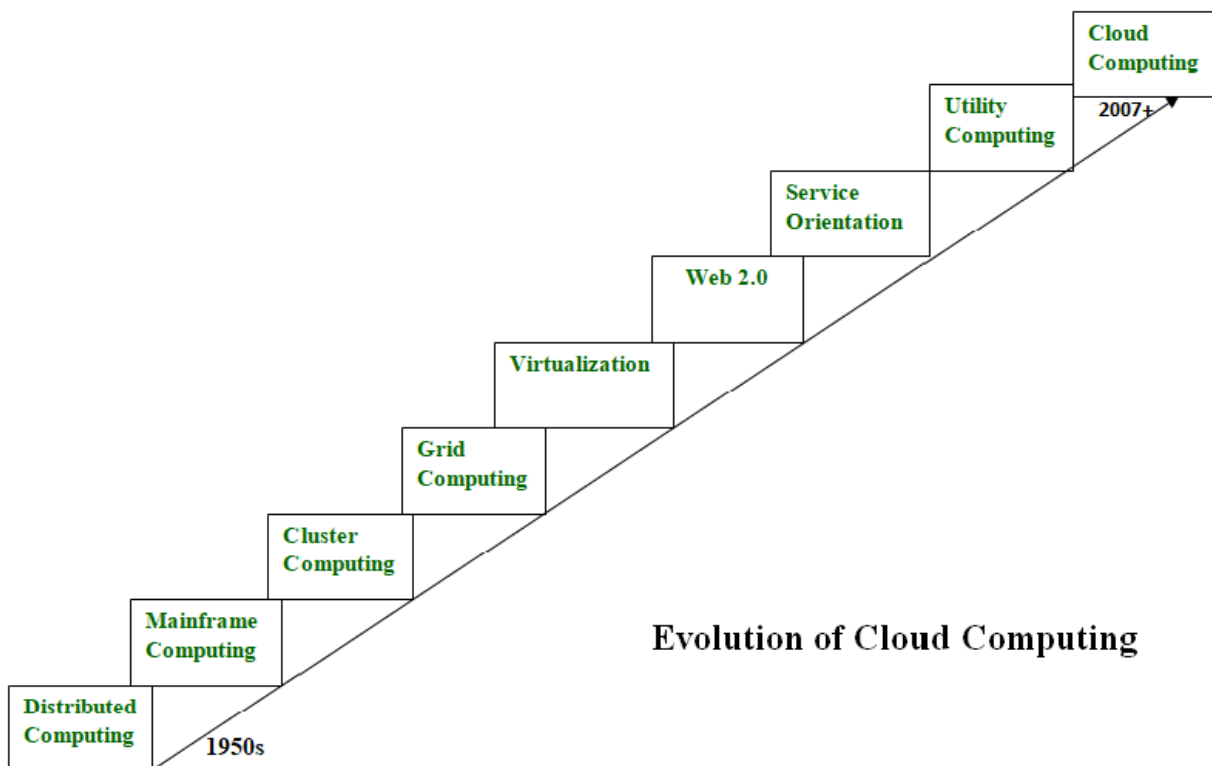 Cloud
Computing
2007+
Utility
Computing
Service
Orientation
Web 2.0
Virtualization
Grid
Computing
Cluster
Computing
Mainframe
Computing
Evolution of Cloud Computing
Distributed
Computing
1950s